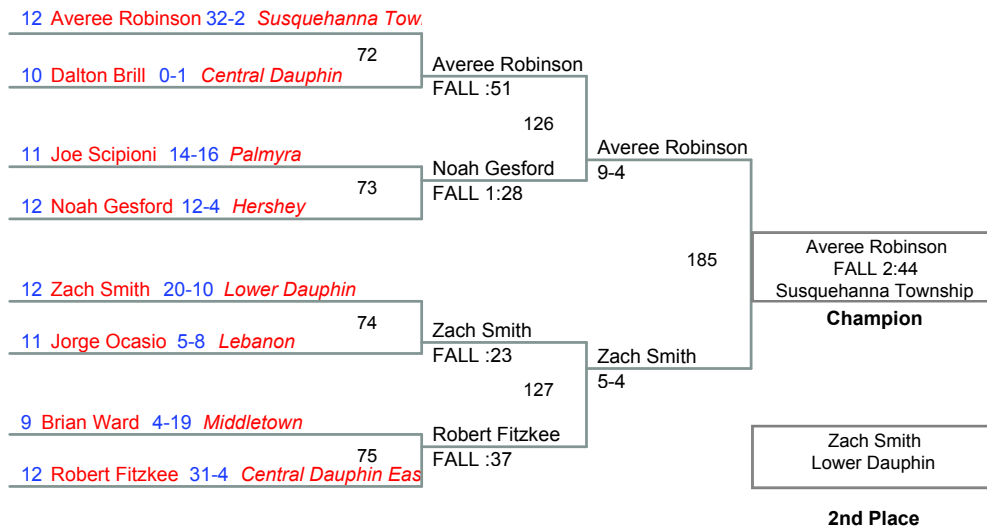 12 Averee Robinson 32-2 Susquehanna Tow
72
10 Dalton Brill 0-1 Central Dauphin
Averee Robinson
FALL :51
126
11 Joe Scipioni 14-16 Palmyra
73
12 Noah Gesford 12-4 Hershey
Noah Gesford
FALL 1:28
Averee Robinson
9-4
185
12 Zach Smith 20-10 Lower Dauphin
74
11 Jorge Ocasio 5-8 Lebanon
Zach Smith
FALL :23
127
9 Brian Ward 4-19 Middletown
75
12 Robert Fitzkee 31-4 Central Dauphin Eas
Robert Fitzkee
FALL :37
Zach Smith
5-4
Averee Robinson
FALL 2:44
Susquehanna Township
Champion
Zach Smith
Lower Dauphin
2nd Place